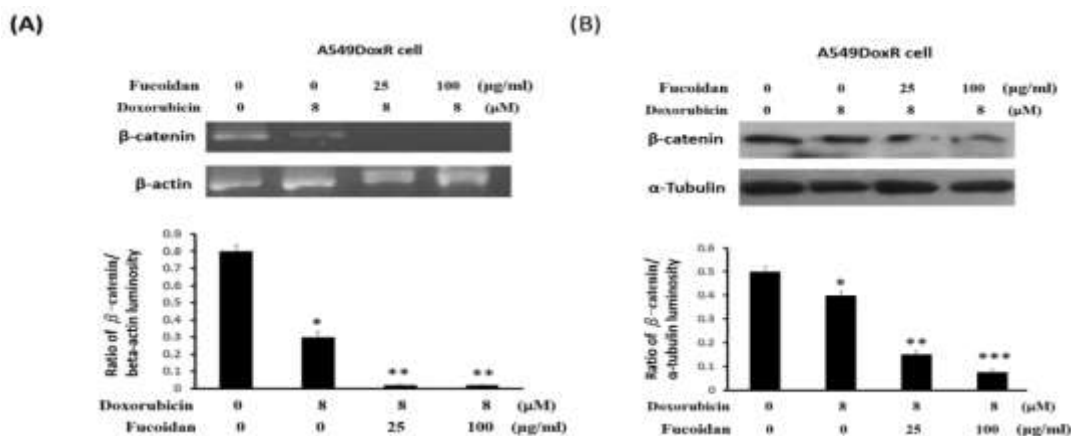 (A)
A549DoxR cell
Fucoidan 0 0 25 100 (µg/ml)
Doxorubicin 0 8 8 8 (µM)
β-catenin
β-actin
Ratio of β-catenin/
beta-actin luminosity
0.9
0.8
0.7
0.6
0.5
0.4
0.3
0.2
0.1
0
*
**
**
Doxorubicin 0 8 8 8 (µM)
Fucoidan 0 0 25 100 (µg/ml)
(B)
A549DoxR cell
Fucoidan 0 0 25 100 (µg/ml)
Doxorubicin 0 8 8 8 (µM)
β-catenin
α-Tubulin
Ratio of β-catenin/
α-tubulin luminosity
0.6
0.5
0.4
0.3
0.2
0.1
0
*
**
***
Doxorubicin 0 8 8 8 (µM)
Fucoidan 0 0 25 100 (µg/ml)